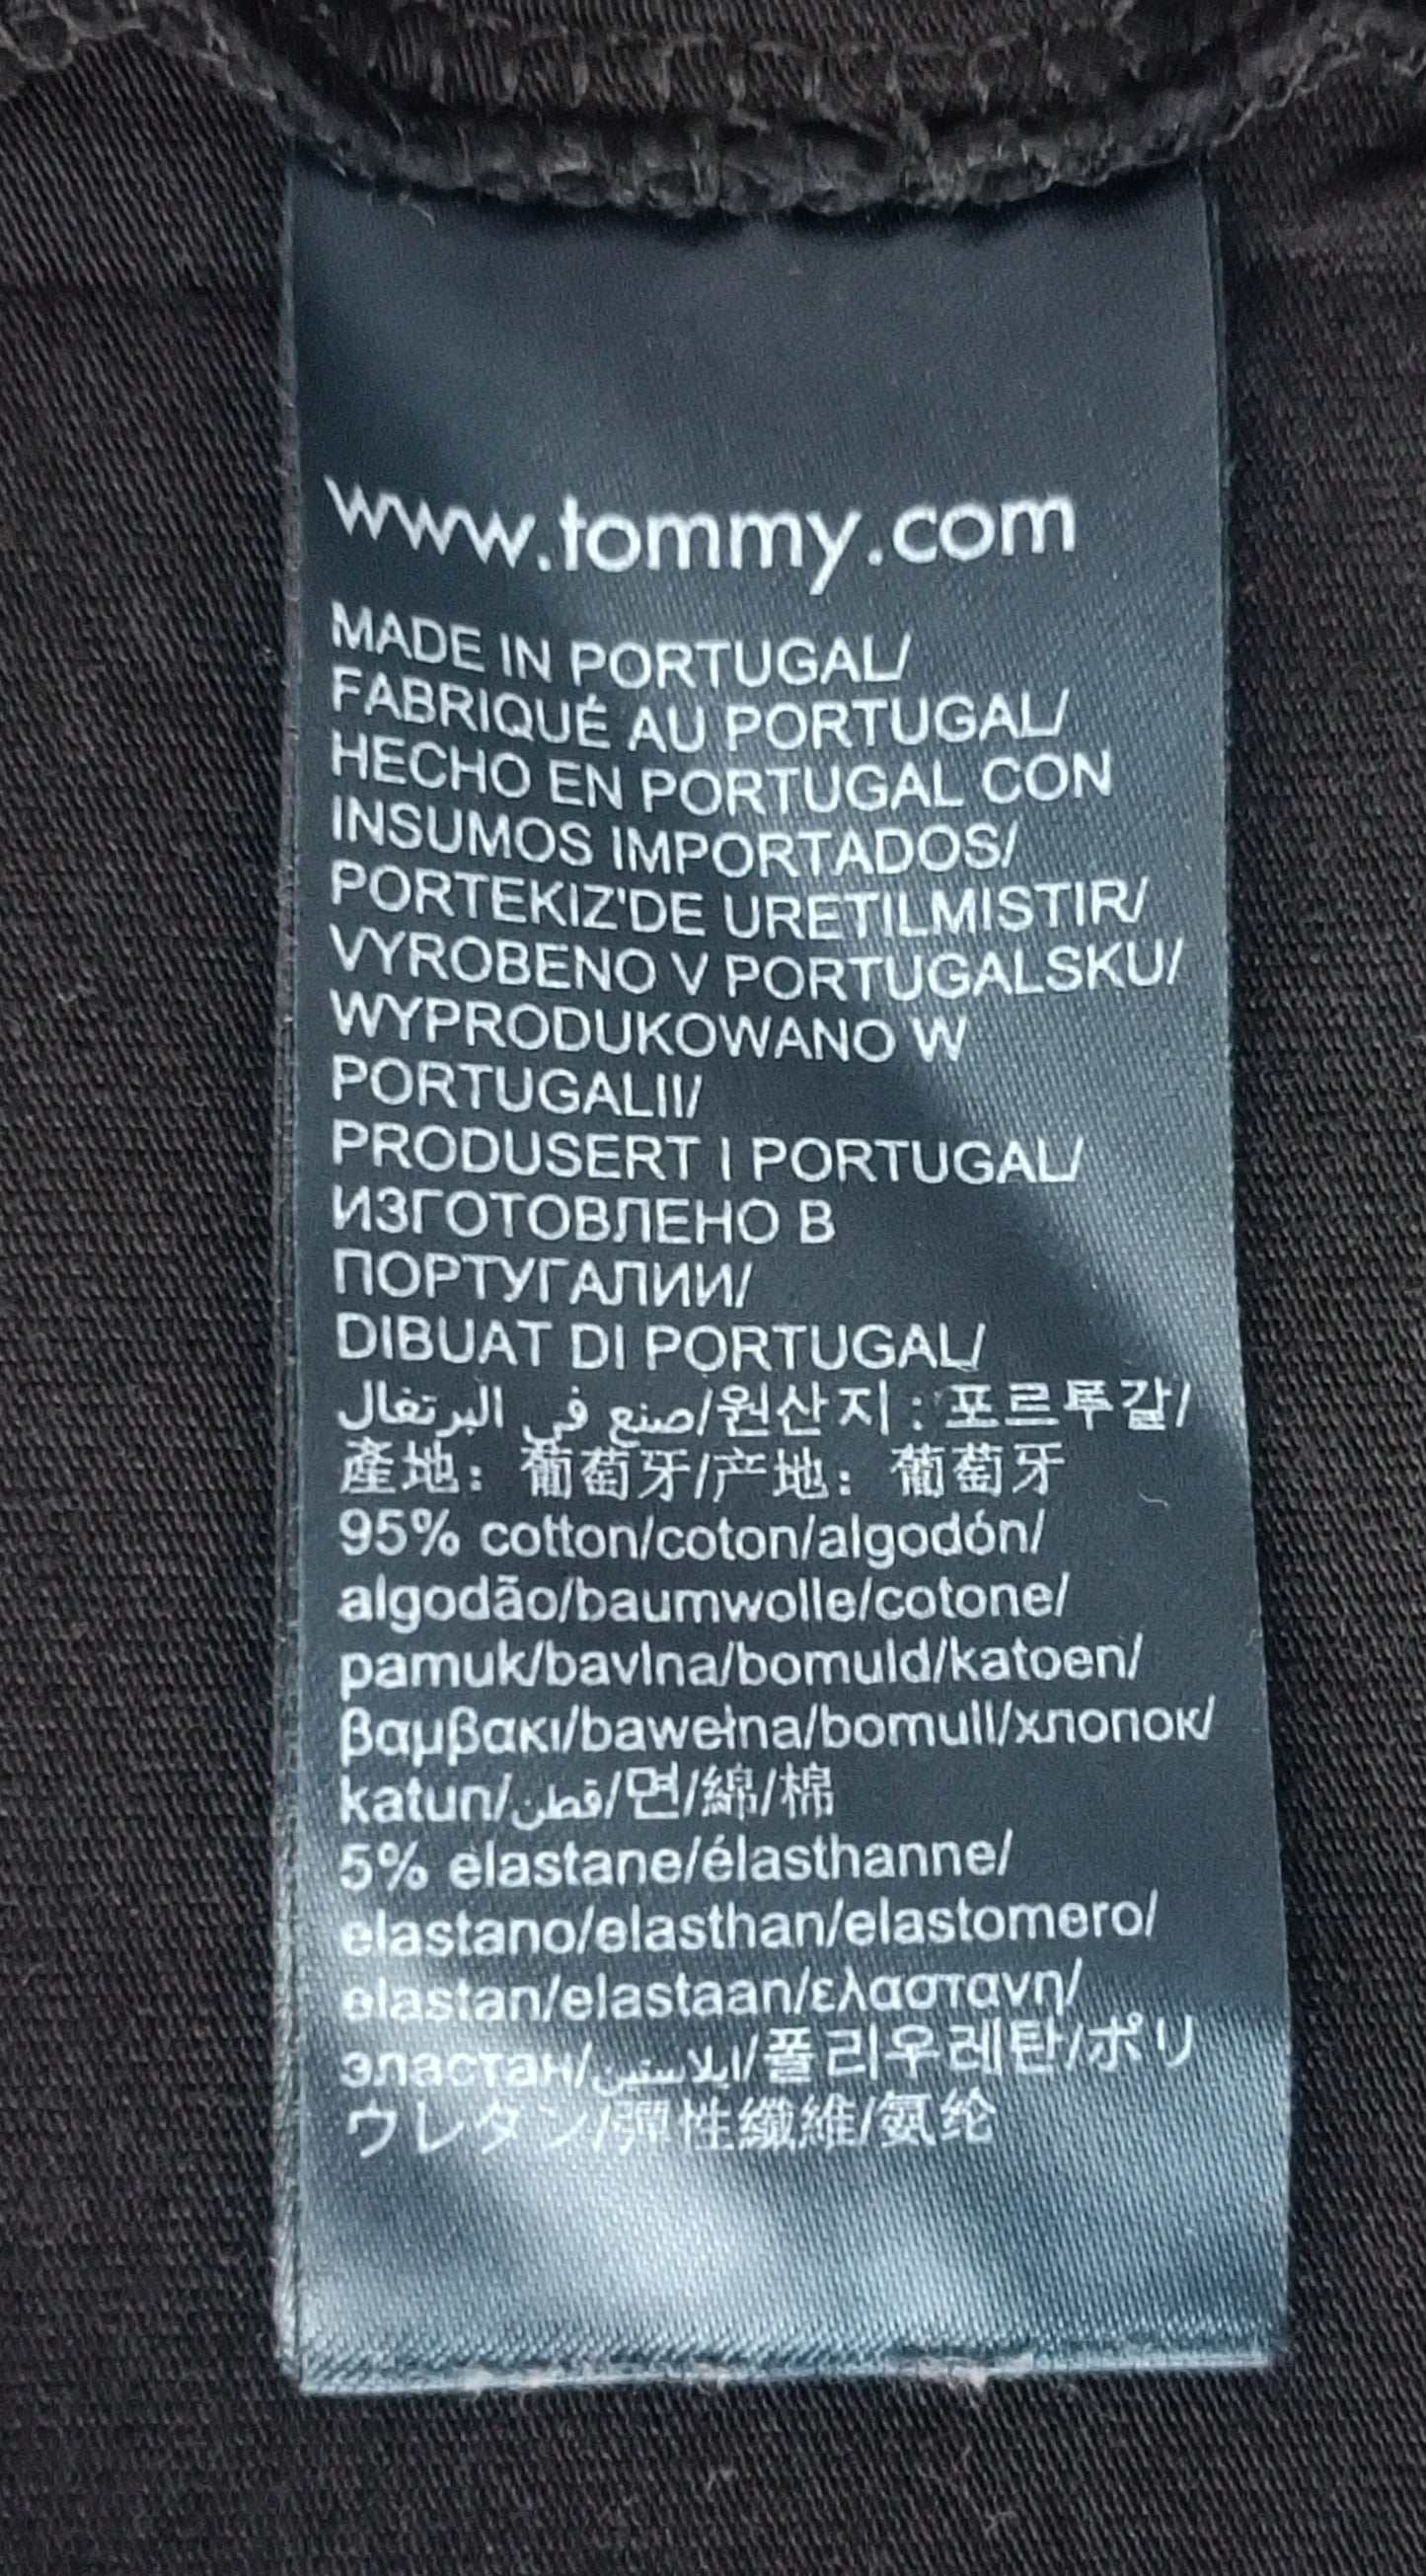 www.tommy.com
MADE IN PORTUGAL/
FABRIQUÉ AU PORTUGAL/
HECHO EN PORTUGAL CON
INSUMOS IMPORTADOS/
PORTEKIZ'DE URETILMISTIR/
VYROBENO V PORTUGALSKU/
WYPRODUKOWANO W
PORTUGALII/
PRODUSERT I PORTUGAL/
ИЗГОТОВЛЕНО В
ПОРТУГАЛИИ/
DIBUAT DI PORTUGAL/
صنع في البرتغال/원산지 : 포르투갈/
產地：葡萄牙/产地：葡萄牙
95% cotton/coton/algodón/
algodão/baumwolle/cotone/
pamuk/bavlna/bomuld/katoen/
βαμβακι/bawełna/bomull/хлопок/
katun/قطن/면/綿/棉
5% elastane/élasthanne/
elastano/elasthan/elastomero/
elastan/elastaan/ελαστανη/
эластан/ايلاستين/폴리우레탄/ポリ
ウレタン/彈性纖維/氨纶